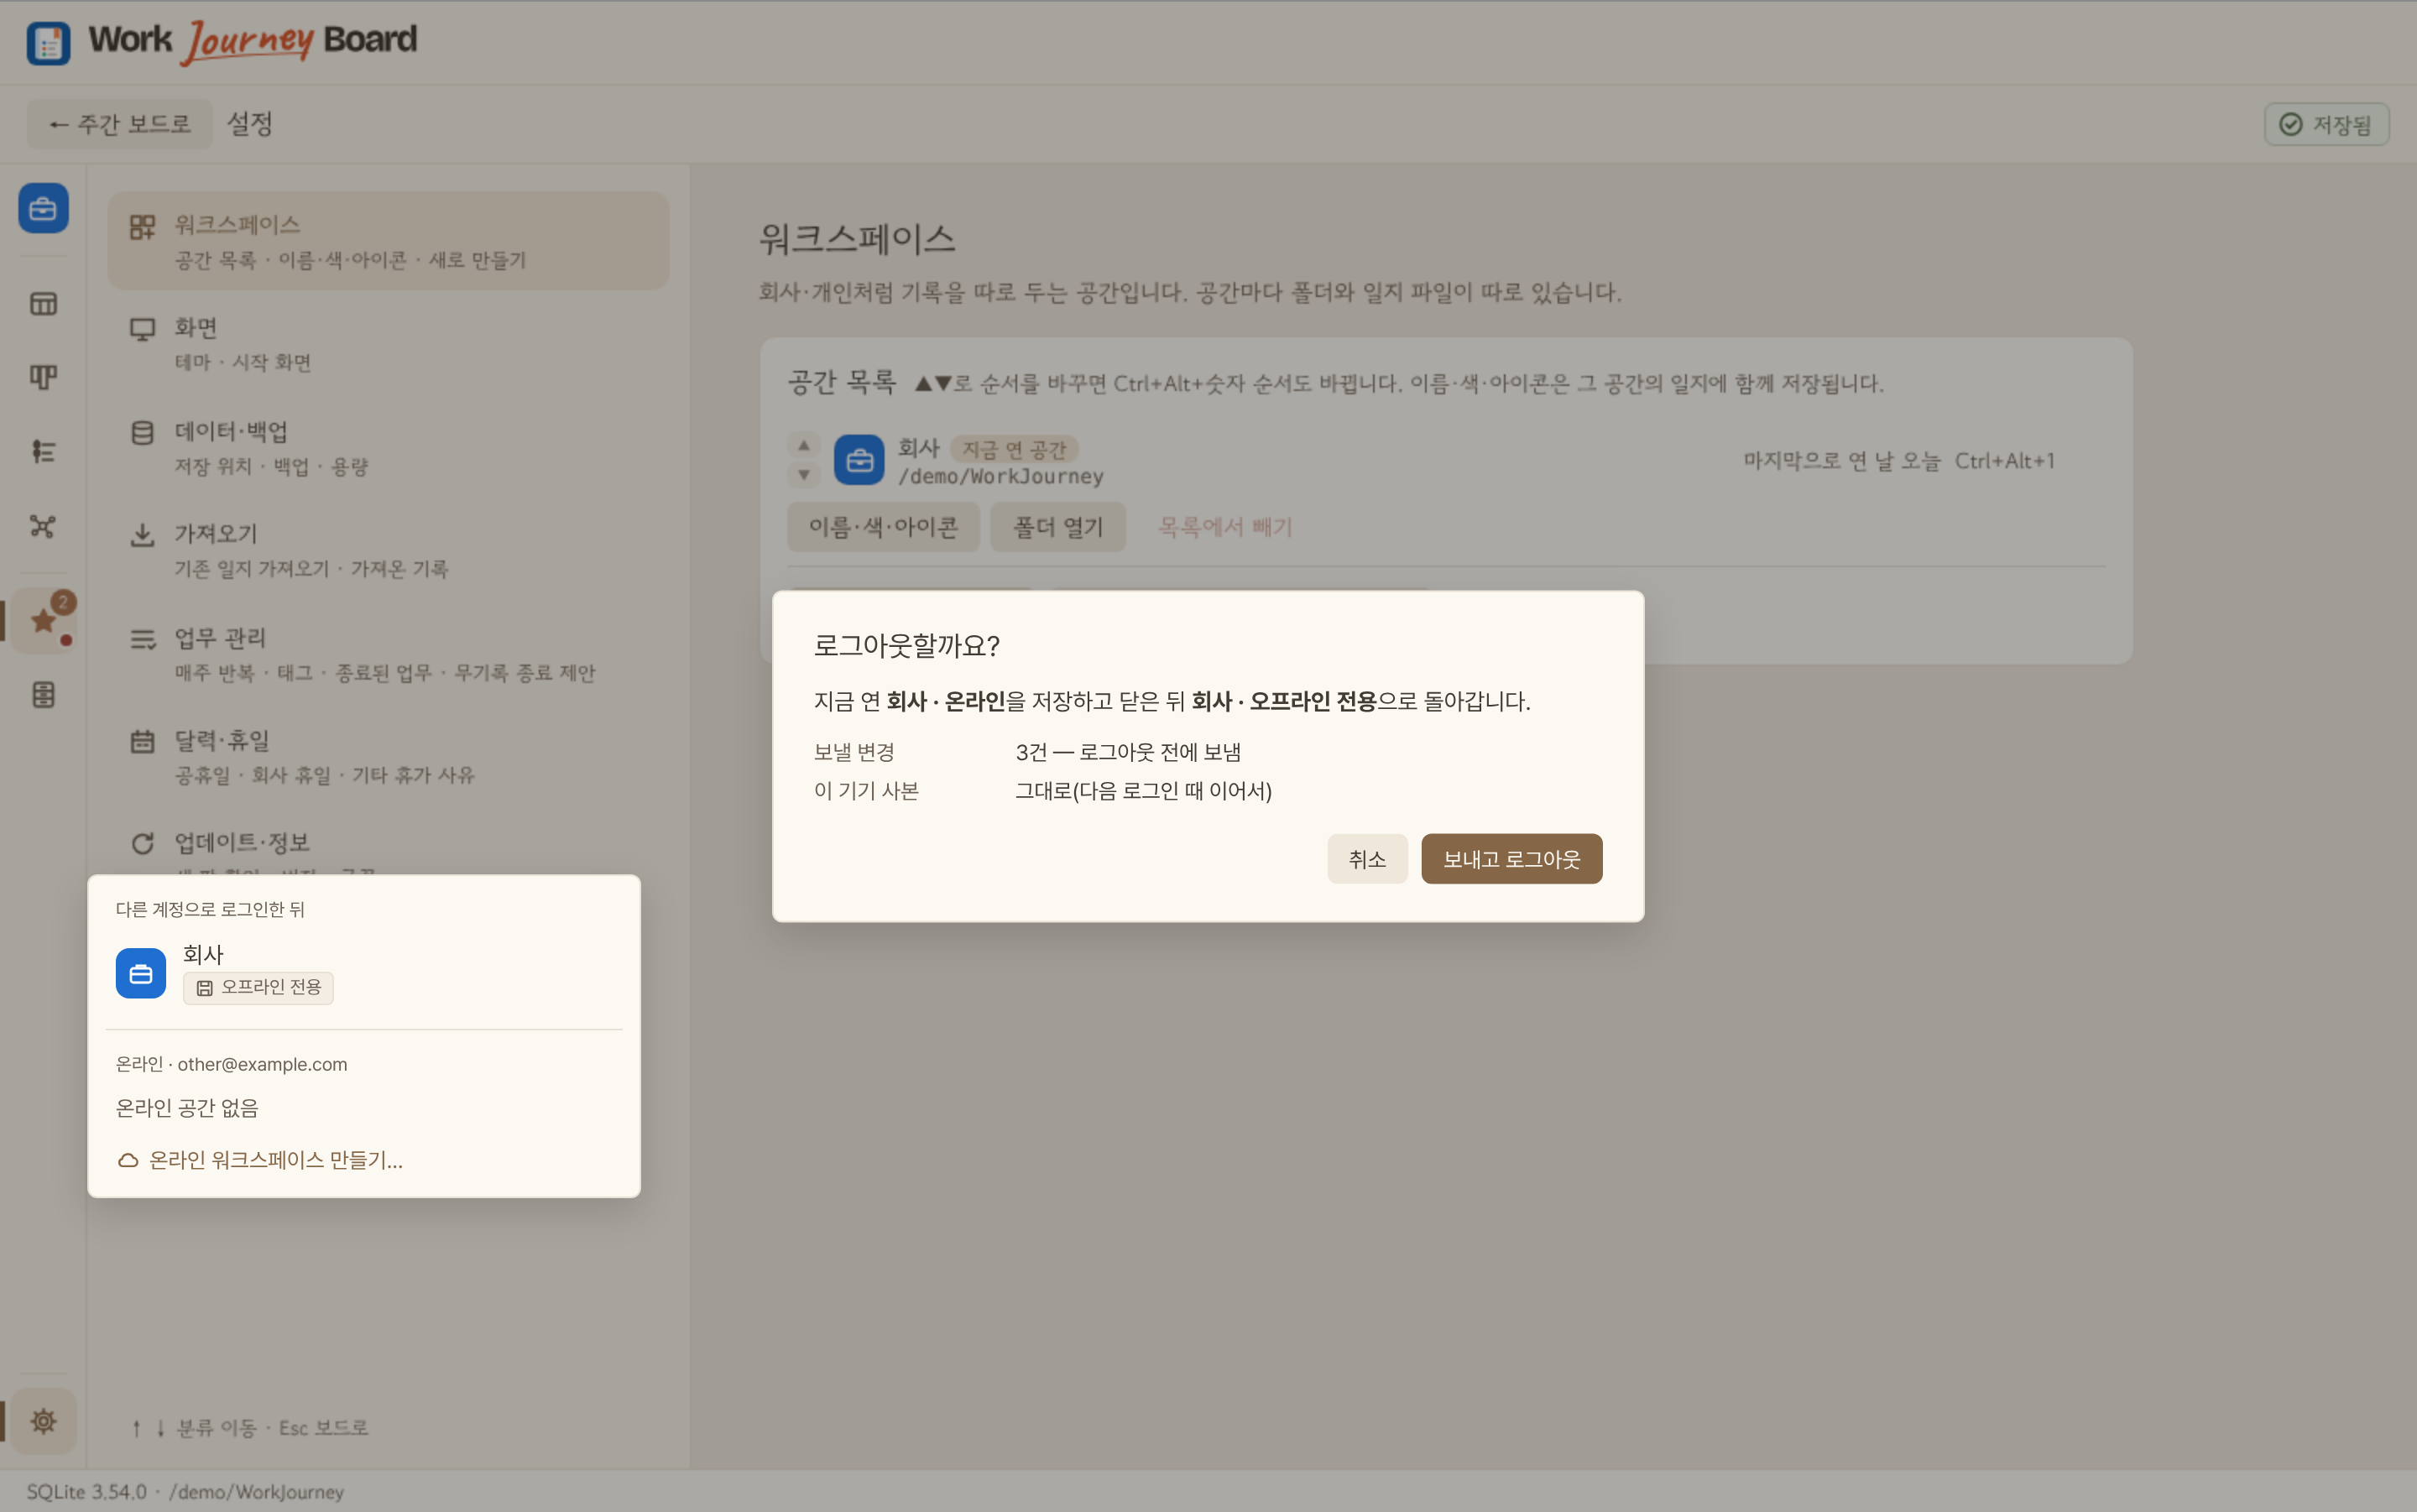 Work Journey Board
← 주간 보드로 설정
저장됨
워크스페이스
공간 목록 · 이름·색·아이콘 · 새로 만들기
화면
테마 · 시작 화면
데이터·백업
저장 위치 · 백업 · 용량
가져오기
기존 일지 가져오기 · 가져온 기록
2
업무 관리
매주 반복 · 태그 · 종료된 업무 · 무기록 종료 제안
달력·휴일
공휴일 · 회사 휴일 · 기타 휴가 사유
업데이트·정보
다른 계정으로 로그인한 뒤
회사
오프라인 전용
온라인 · other@example.com
온라인 공간 없음
온라인 워크스페이스 만들기...
↑ ↓ 분류 이동 · Esc 보드로
워크스페이스
회사·개인처럼 기록을 따로 두는 공간입니다. 공간마다 폴더와 일지 파일이 따로 있습니다.
공간 목록 ▲▼로 순서를 바꾸면 Ctrl+Alt+숫자 순서도 바뀝니다. 이름·색·아이콘은 그 공간의 일지에 함께 저장됩니다.
▲
▼
회사 지금 연 공간
/demo/WorkJourney
마지막으로 연 날 오늘 Ctrl+Alt+1
이름·색·아이콘 폴더 열기 목록에서 빼기
로그아웃할까요?
지금 연 회사 · 온라인을 저장하고 닫은 뒤 회사 · 오프라인 전용으로 돌아갑니다.
보낼 변경 3건 — 로그아웃 전에 보냄
이 기기 사본 그대로(다음 로그인 때 이어서)
취소 보내고 로그아웃
SQLite 3.54.0 · /demo/WorkJourney